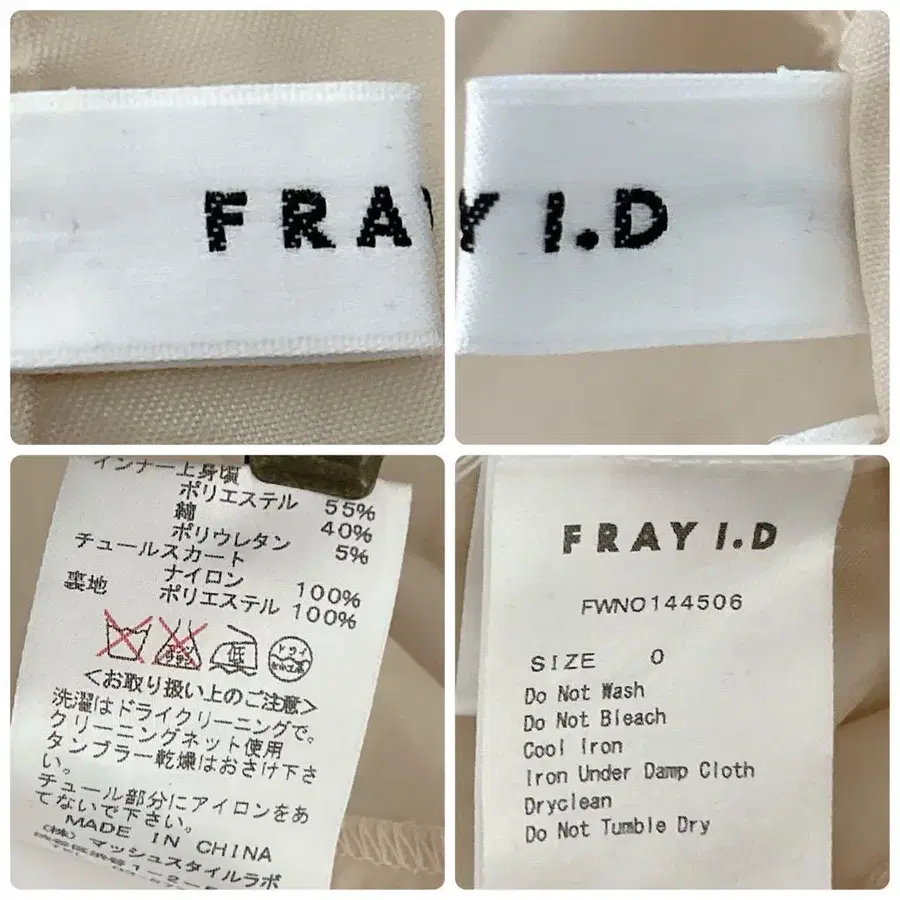 FRAY
Y I.D
インナー上身頃
ポリエステル 55%
綿 40%
ポリウレタン 5%
チュールスカート
ナイロン 100%
裏地 ポリエステル 100%
低
ドライ
<お取り扱い上のご注意>
洗濯はドライクリーニングで。
クリーニングネット使用
タンブラー乾燥はおさけ下さ
い。
チュール部分にアイロンをあ
てないで下さい。
MADE IN CHINA
(株)マッシュスタイルラボ
FRAY I.D
FWNO144506
SIZE 0
Do Not Wash
Do Not Bleach
Cool Iron
Iron Under Damp Cloth
Dryclean
Do Not Tumble Dry